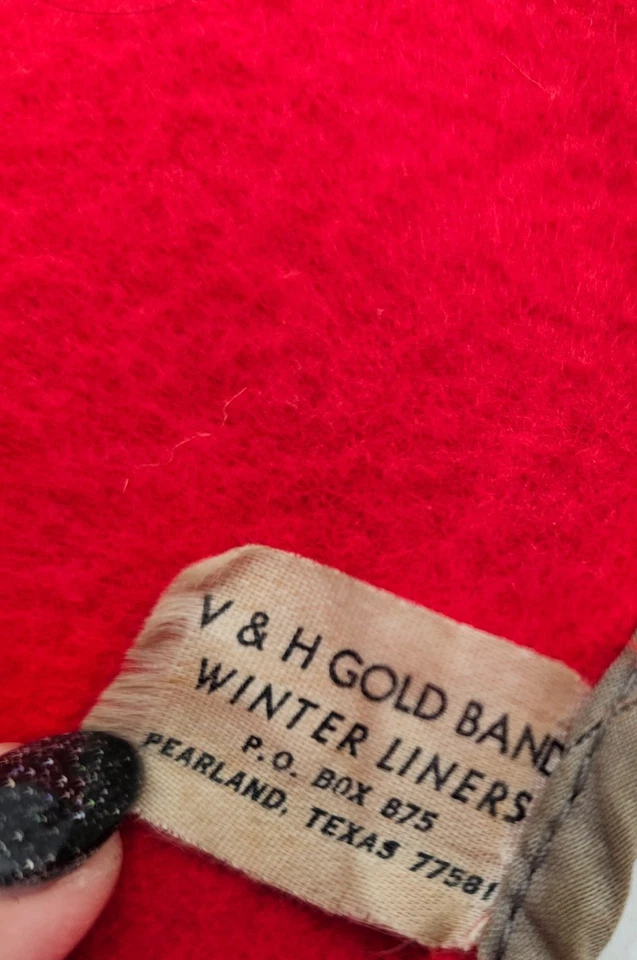 V & H GOLD BAND
WINTER LINERS
P.O. BOX 875
PEARLAND, TEXAS 77581